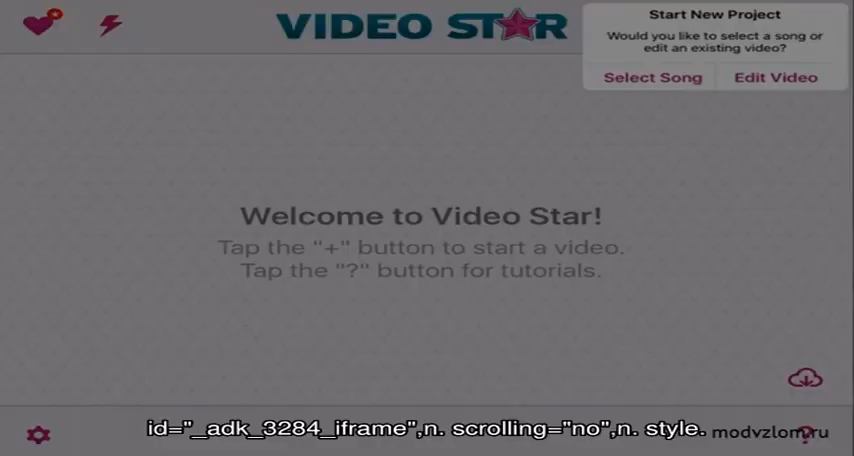 VIDEO STAR
Start New Project
Would you like to select a song or
edit an existing video?
Select Song
Edit Video
Welcome to Video Star!
Tap the "+" button to start a video.
Tap the "?" button for tutorials.
id="_adk_3284_iframe",n. scrolling="no",n. style.
modvzlom.ru